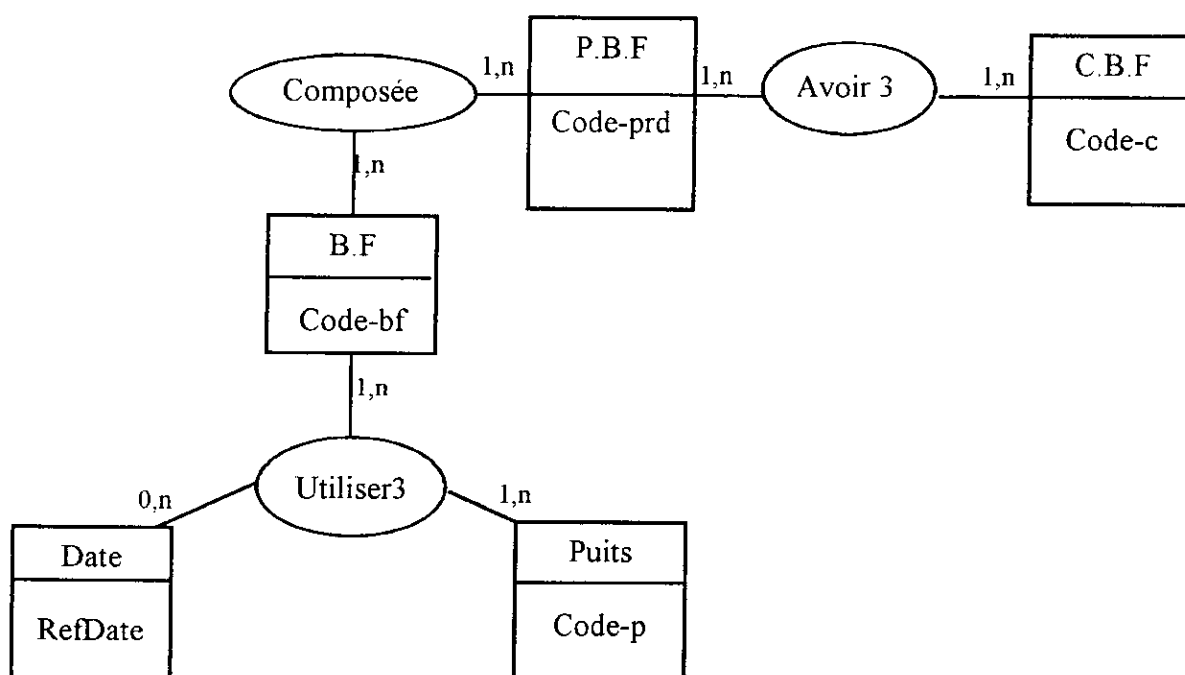 P.B.F
C.B.F
1,n
1,n
1,n
Composée
Avoir 3
Code-prd
Code-c
1,n
B.F
Code-bf
1,n
Utiliser3
0,n
1,n
Date
Puits
RefDate
Code-p